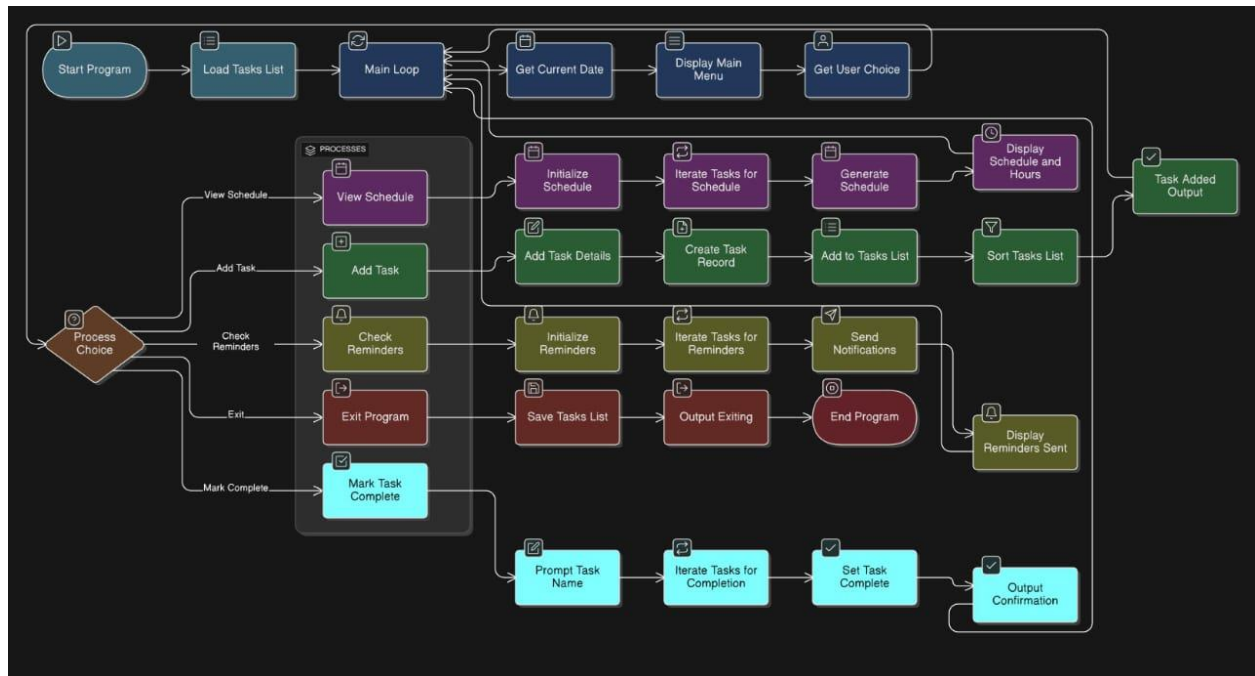 Start Program
Load Tasks List
Main Loop
Get Current Date
Display Main
Menu
Get User Choice
PROCESSES
View Schedule
View Schedule
Initialize
Schedule
Iterate Tasks for
Schedule
Generate
Schedule
Display
Schedule and
Hours
Task Added
Output
Add Task
Add Task
Add Task Details
Create Task
Record
Add to Tasks List
Sort Tasks List
Process
Choice
Check
Reminders
Check
Reminders
Initialize
Reminders
Iterate Tasks for
Reminders
Send
Notifications
Display
Reminders Sent
Exit
Exit Program
Save Tasks List
Output Exiting
End Program
Mark Complete
Mark Task
Complete
Prompt Task
Name
Iterate Tasks for
Completion
Set Task
Complete
Output
Confirmation